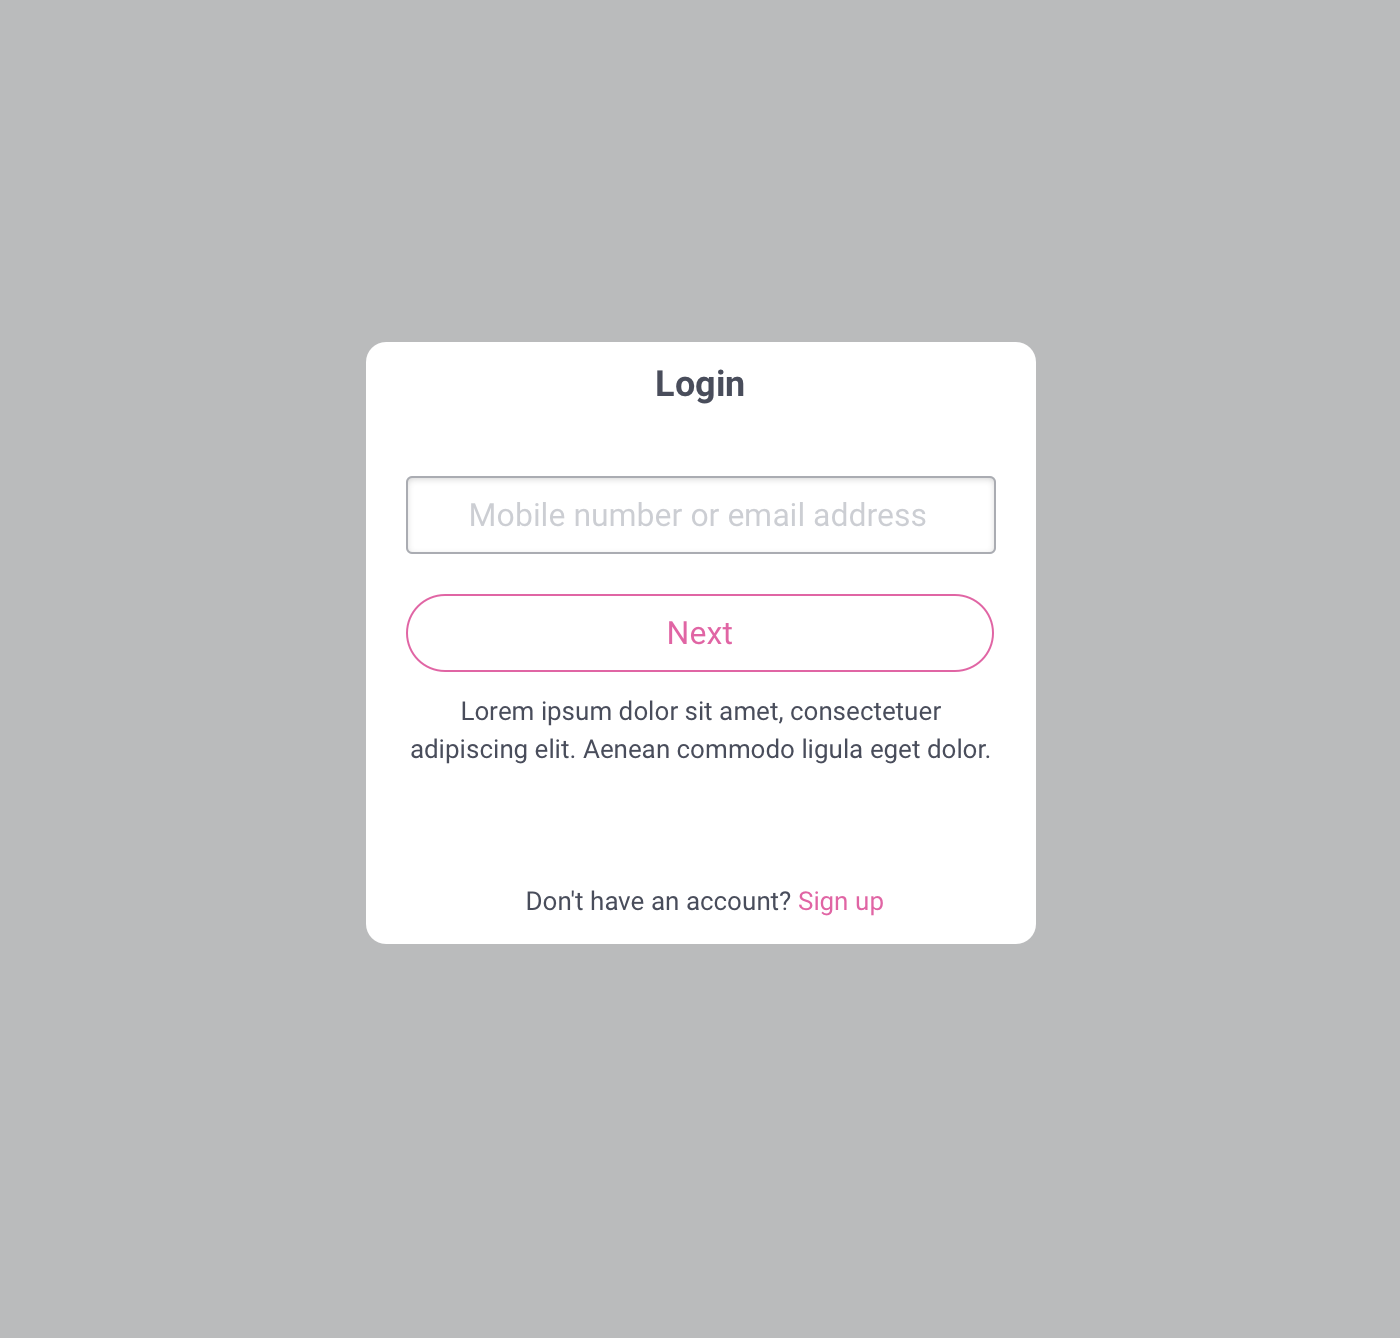 Login
Mobile number or email address
Next
Lorem ipsum dolor sit amet, consectetuer
adipiscing elit. Aenean commodo ligula eget dolor.
Don't have an account? Sign up